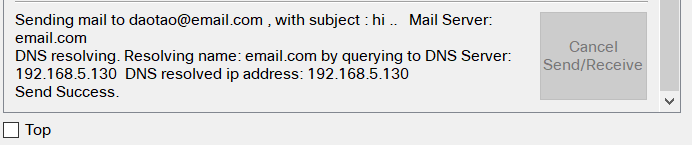 Sending mail to daotao@email.com , with subject : hi ..   Mail Server:
email.com
DNS resolving. Resolving name: email.com by querying to DNS Server:
192.168.5.130  DNS resolved ip address: 192.168.5.130
Send Success.
Cancel
Send/Receive
Top